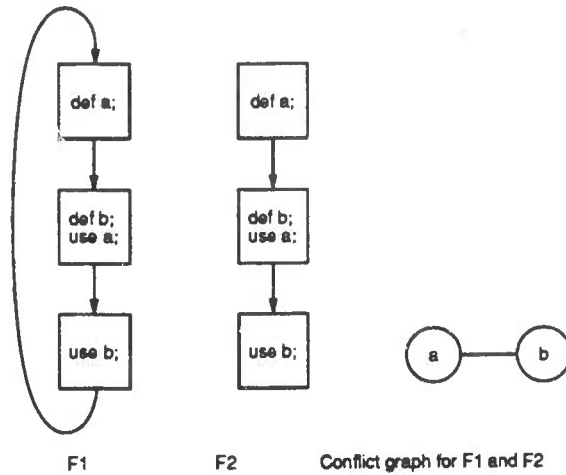 def a;
def b;
use a;
use b;
F1
def a;
def b;
use a;
use b;
F2
a
b
Conflict graph for F1 and F2